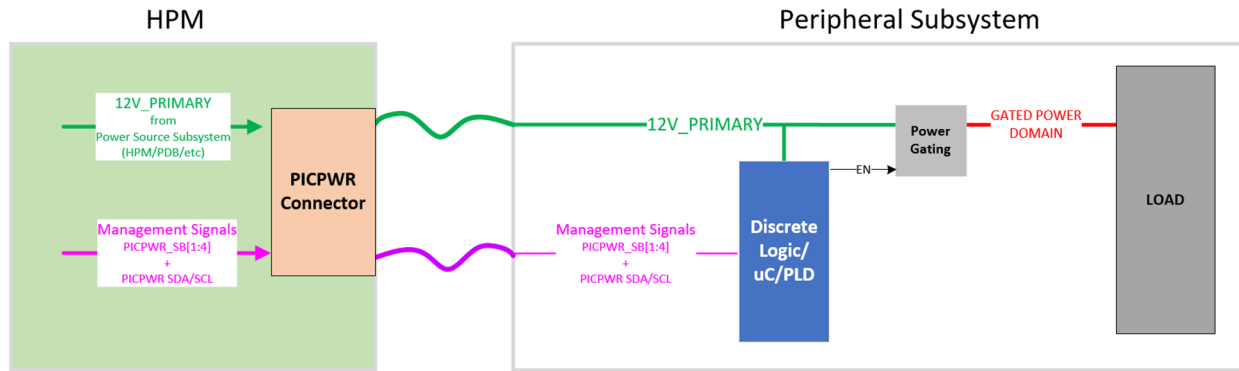 HPM
Peripheral Subsystem
12V_PRIMARY
from
Power Source Subsystem
(HPM/PDB/etc)
PICPWR
Connector
Management Signals
PICPWR_SB[1:4]
+
PICPWR SDA/SCL
12V_PRIMARY
Power
Gating
GATED POWER
DOMAIN
EN
Management Signals
PICPWR_SB[1:4]
+
PICPWR SDA/SCL
Discrete
Logic/
uC/PLD
LOAD